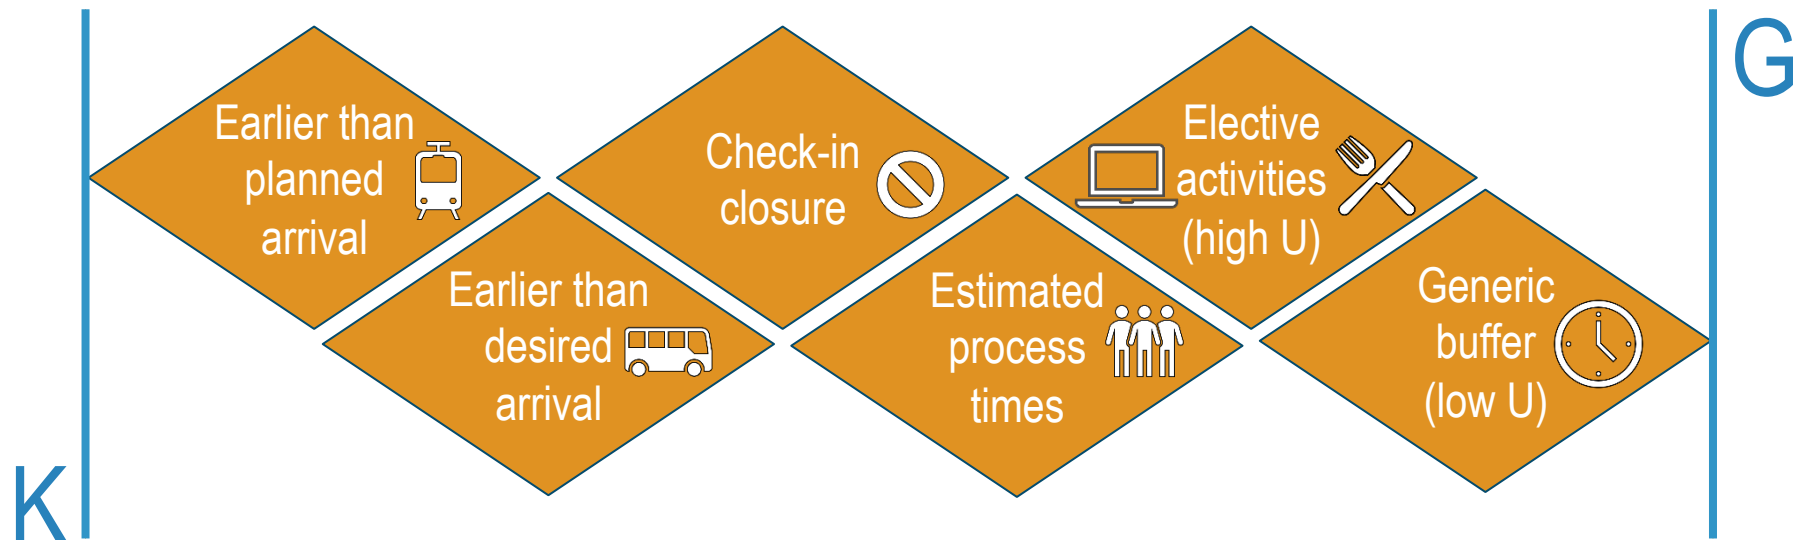 K
Earlier than
planned
arrival
Earlier than
desired
arrival
Check-in
closure
Estimated
process
times
Elective
activities
(high U)
Generic
buffer
(low U)
G